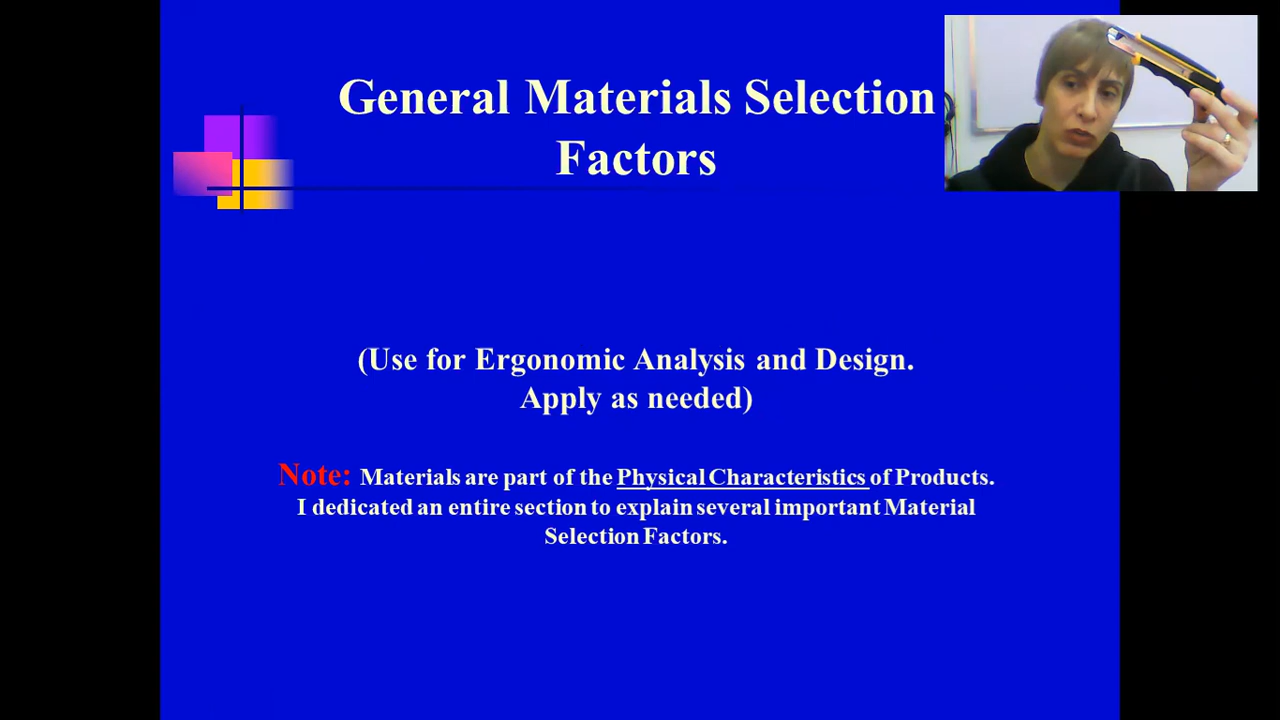 General Materials Selection
Factors
(Use for Ergonomic Analysis and Design.
Apply as needed)
Note: Materials are part of the Physical Characteristics of Products.
I dedicated an entire section to explain several important Material
Selection Factors.